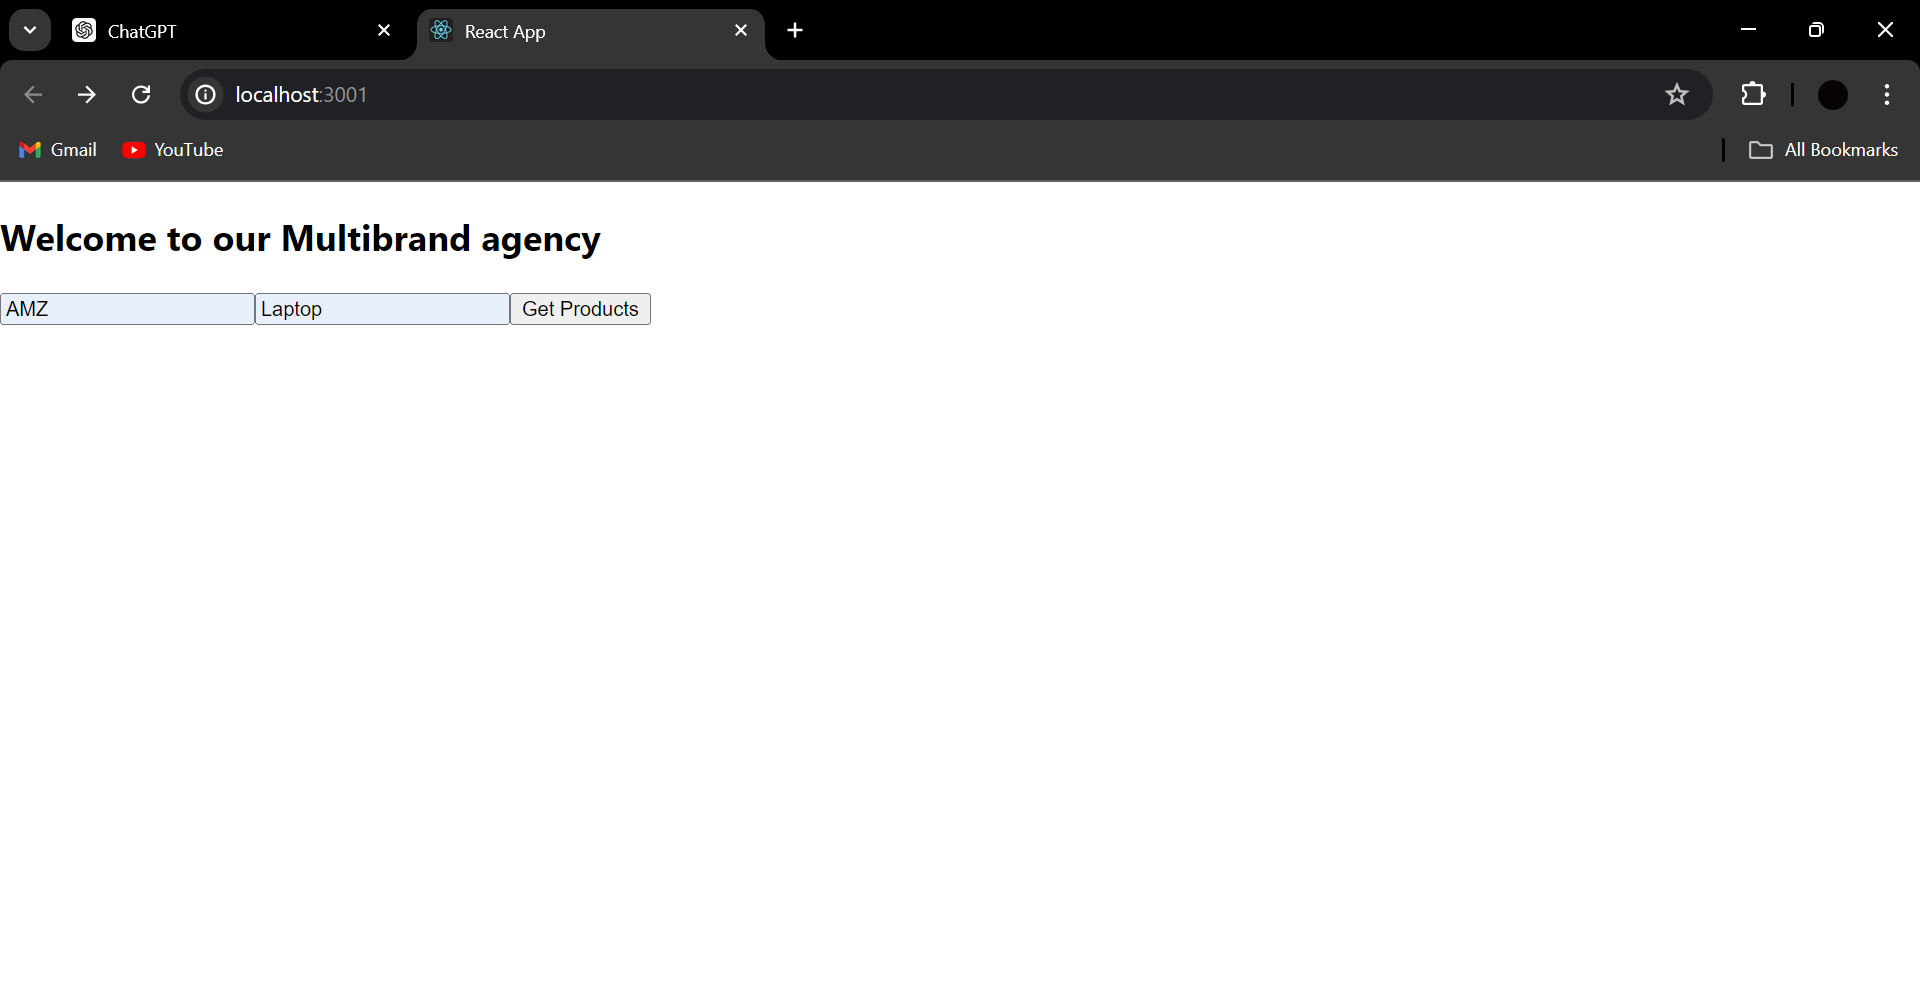 ChatGPT
React App
localhost:3001
Gmail
YouTube
All Bookmarks
Welcome to our Multibrand agency
AMZ
Laptop
Get Products